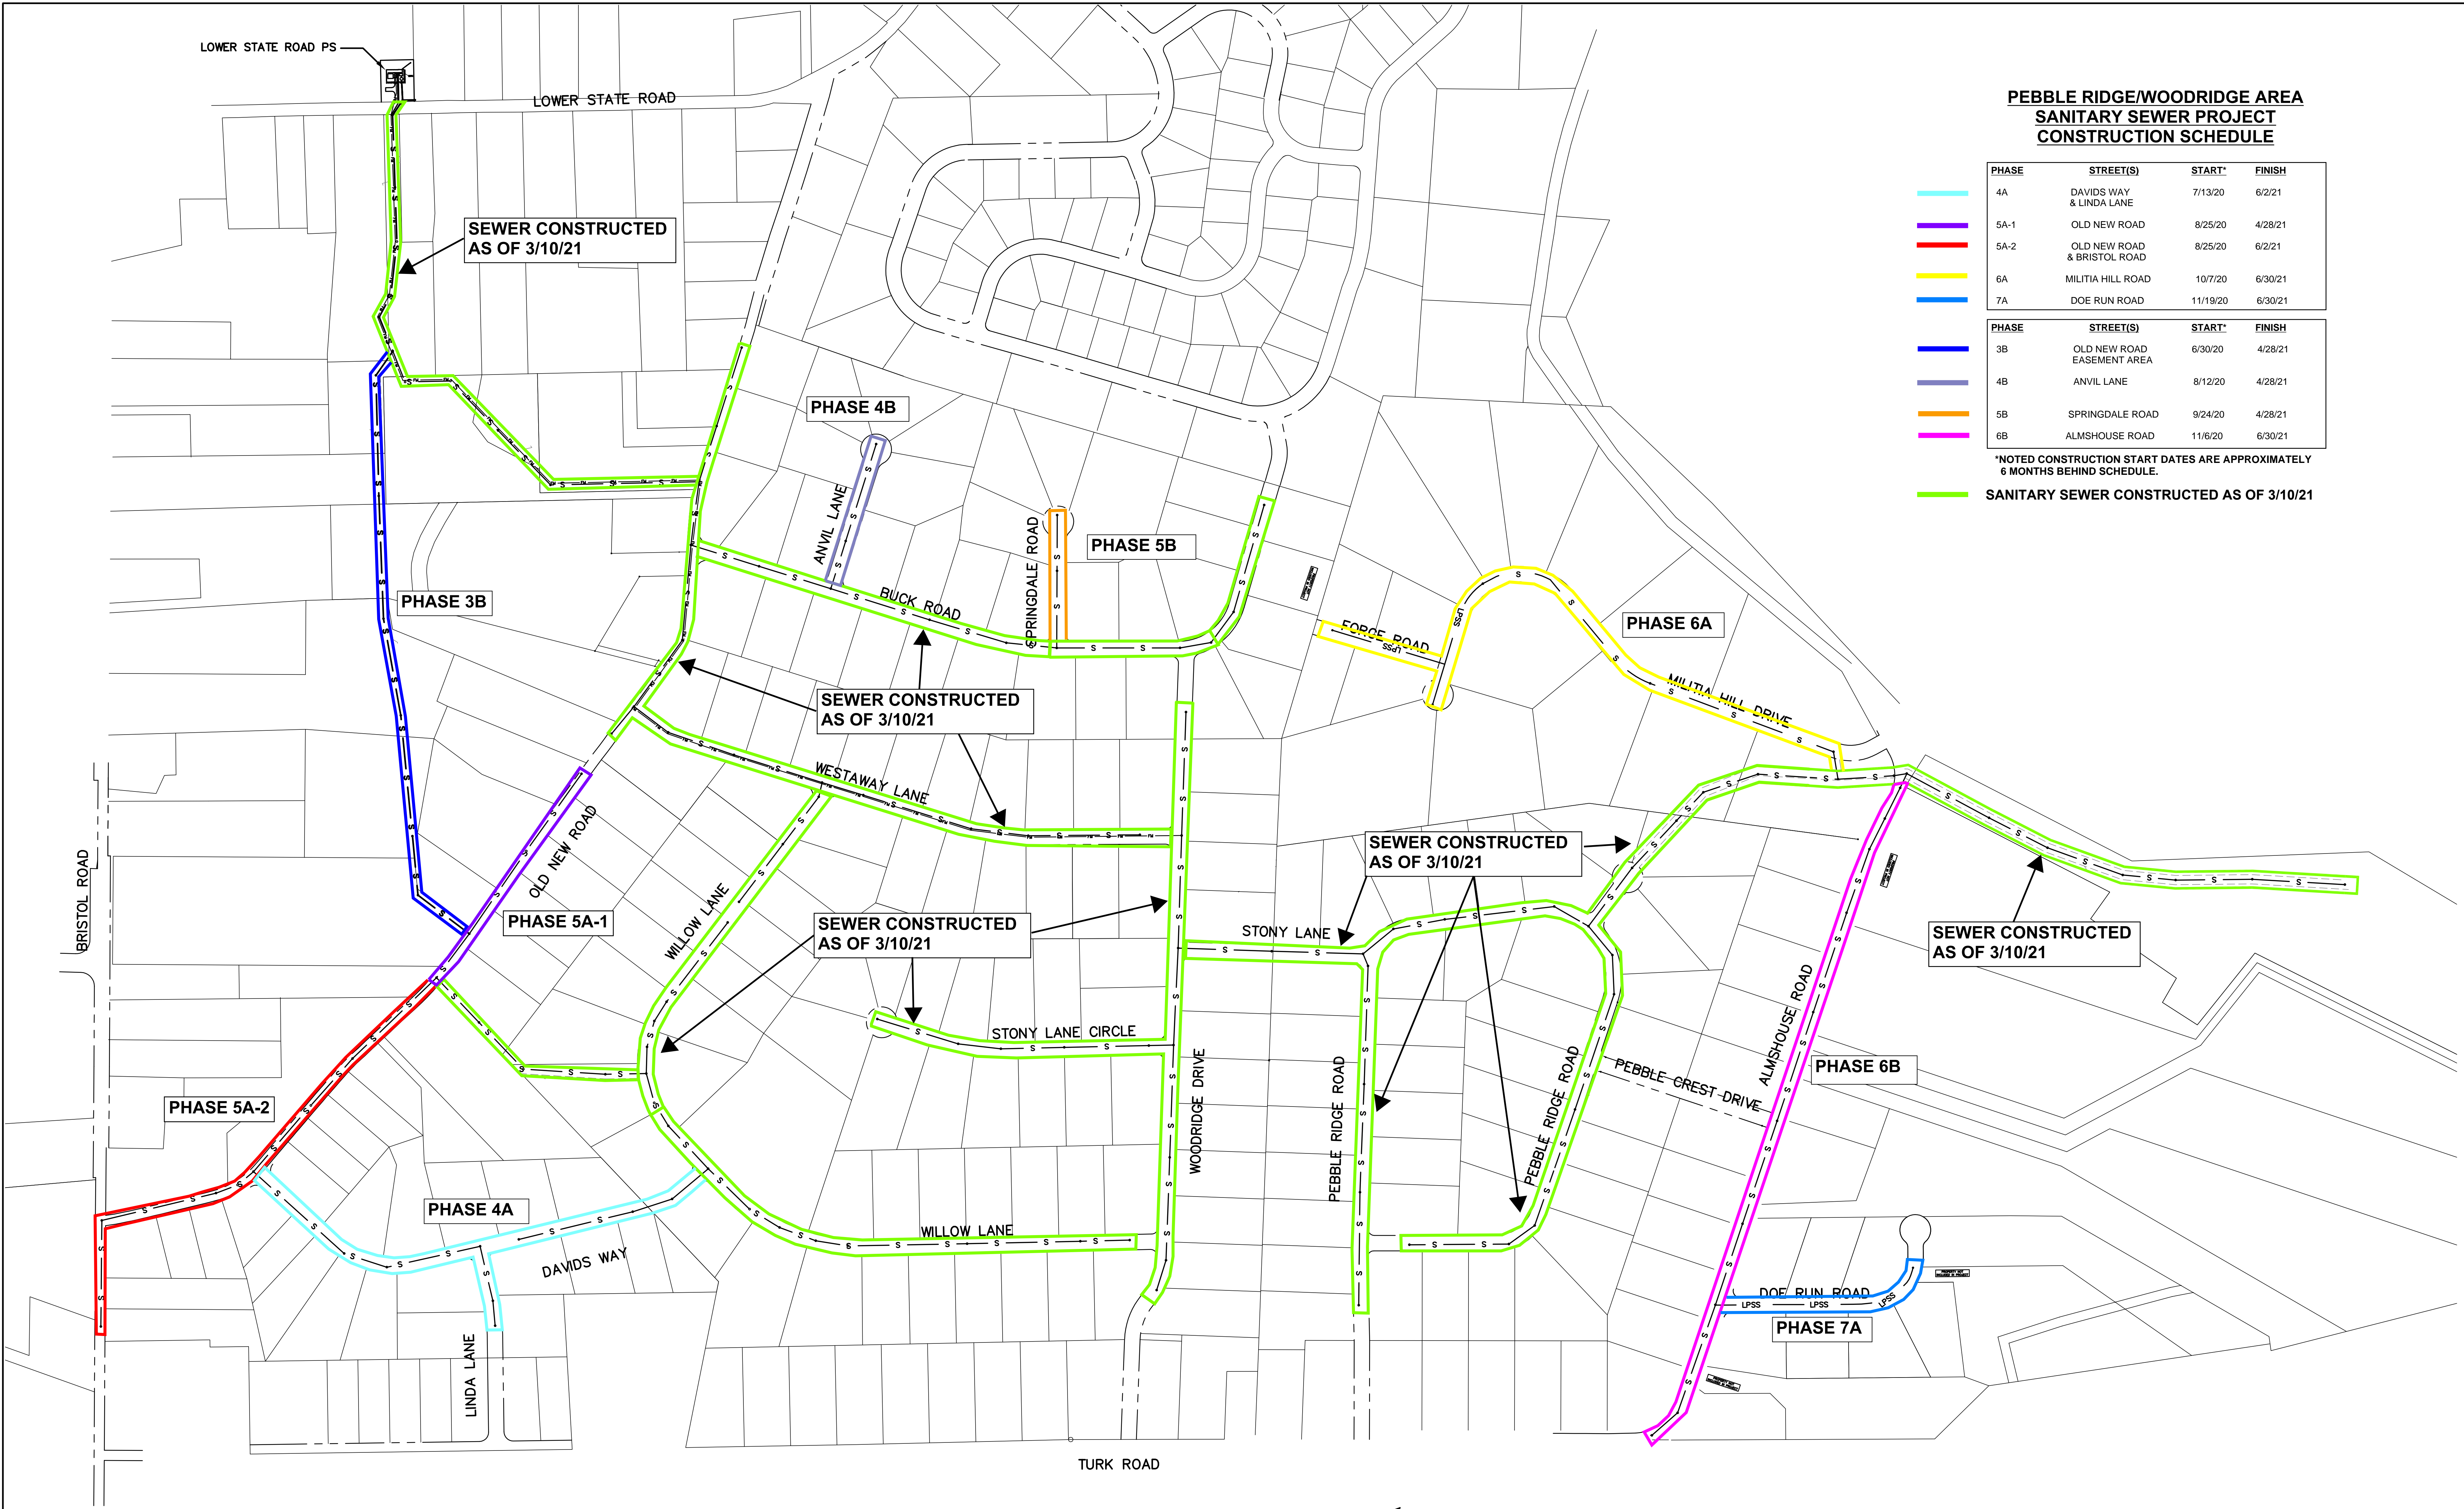 LOWER STATE ROAD PS
LOWER STATE ROAD
PEBBLE RIDGE/WOODRIDGE AREA
SANITARY SEWER PROJECT
CONSTRUCTION SCHEDULE
PHASE STREET(S) START* FINISH
4A DAVIDS WAY & LINDA LANE 7/13/20 6/2/21
5A-1 OLD NEW ROAD 8/25/20 4/28/21
5A-2 OLD NEW ROAD & BRISTOL ROAD 8/25/20 6/2/21
6A MILITIA HILL ROAD 10/7/20 6/30/21
7A DOE RUN ROAD 11/19/20 6/30/21
PHASE STREET(S) START* FINISH
3B OLD NEW ROAD EASEMENT AREA 6/30/20 4/28/21
4B ANVIL LANE 8/12/20 4/28/21
5B SPRINGDALE ROAD 9/24/20 4/28/21
6B ALMSHOUSE ROAD 11/6/20 6/30/21
*NOTED CONSTRUCTION START DATES ARE APPROXIMATELY
6 MONTHS BEHIND SCHEDULE.
SANITARY SEWER CONSTRUCTED AS OF 3/10/21
SEWER CONSTRUCTED
AS OF 3/10/21
PHASE 4B
ANVIL LANE
SPRINGDALE ROAD
PHASE 5B
BUCK ROAD
PHASE 3B
FORGE ROAD
LPSS
LPSS
PHASE 6A
MILITIA HILL DRIVE
SEWER CONSTRUCTED
AS OF 3/10/21
WESTAWAY LANE
OLD NEW ROAD
BRISTOL ROAD
PHASE 5A-1
WILLOW LANE
SEWER CONSTRUCTED
AS OF 3/10/21
SEWER CONSTRUCTED
AS OF 3/10/21
STONY LANE
SEWER CONSTRUCTED
AS OF 3/10/21
STONY LANE CIRCLE
WOODRIDGE DRIVE
PEBBLE RIDGE ROAD
PEBBLE RIDGE ROAD
PEBBLE CREST DRIVE
ALMSHOUSE ROAD
PHASE 6B
PHASE 5A-2
PHASE 4A
DAVIDS WAY
WILLOW LANE
LINDA LANE
DOE RUN ROAD
LPSS
LPSS
LPSS
PHASE 7A
PROPERTY NOT
INCLUDED IN PROJECT
TURK ROAD